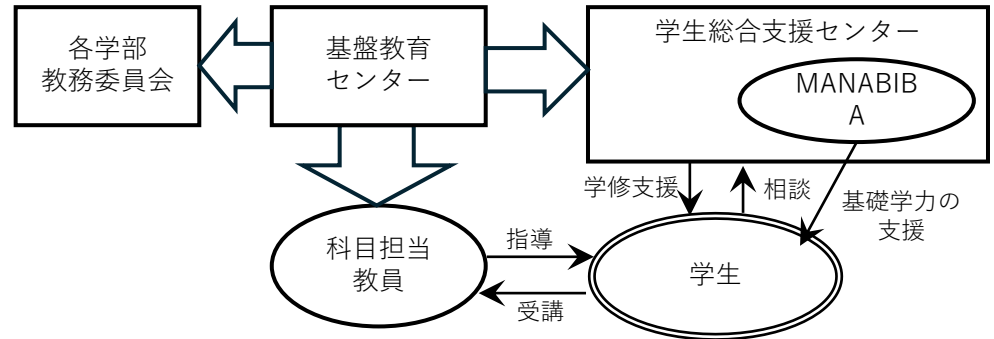 各学部
教務委員会
基盤教育
センター
学生総合支援センター
MANABIB
A
学修支援
相談
基礎学力の
支援
科目担当
教員
指導
受講
学生